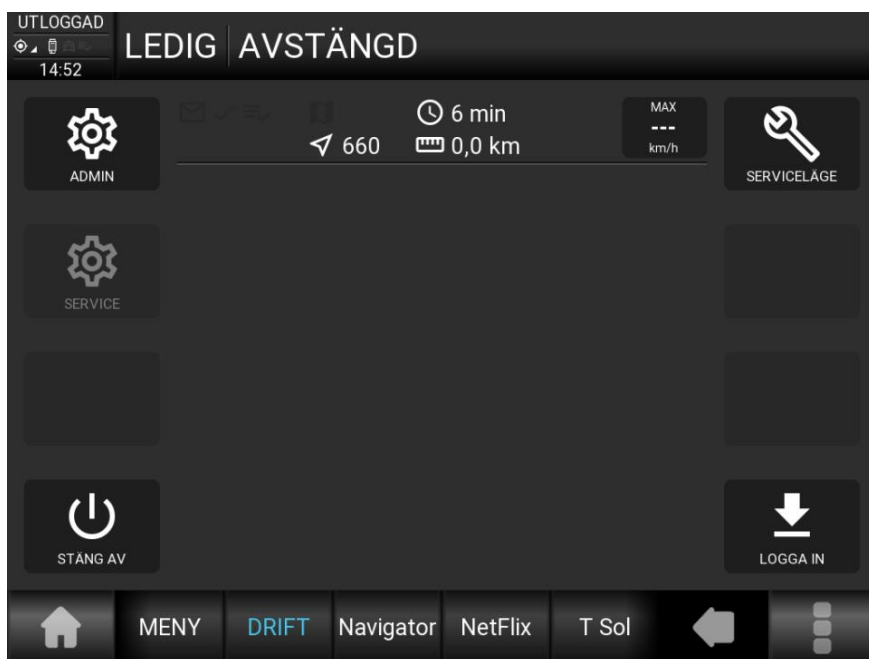 UTLOGGAD
14:52
LEDIG AVSTÄNGD
ADMIN
6 min
660
0,0 km
MAX
---
km/h
SERVICELÄGE
SERVICE
STÄNG AV
LOGGA IN
MENY DRIFT Navigator NetFlix T Sol